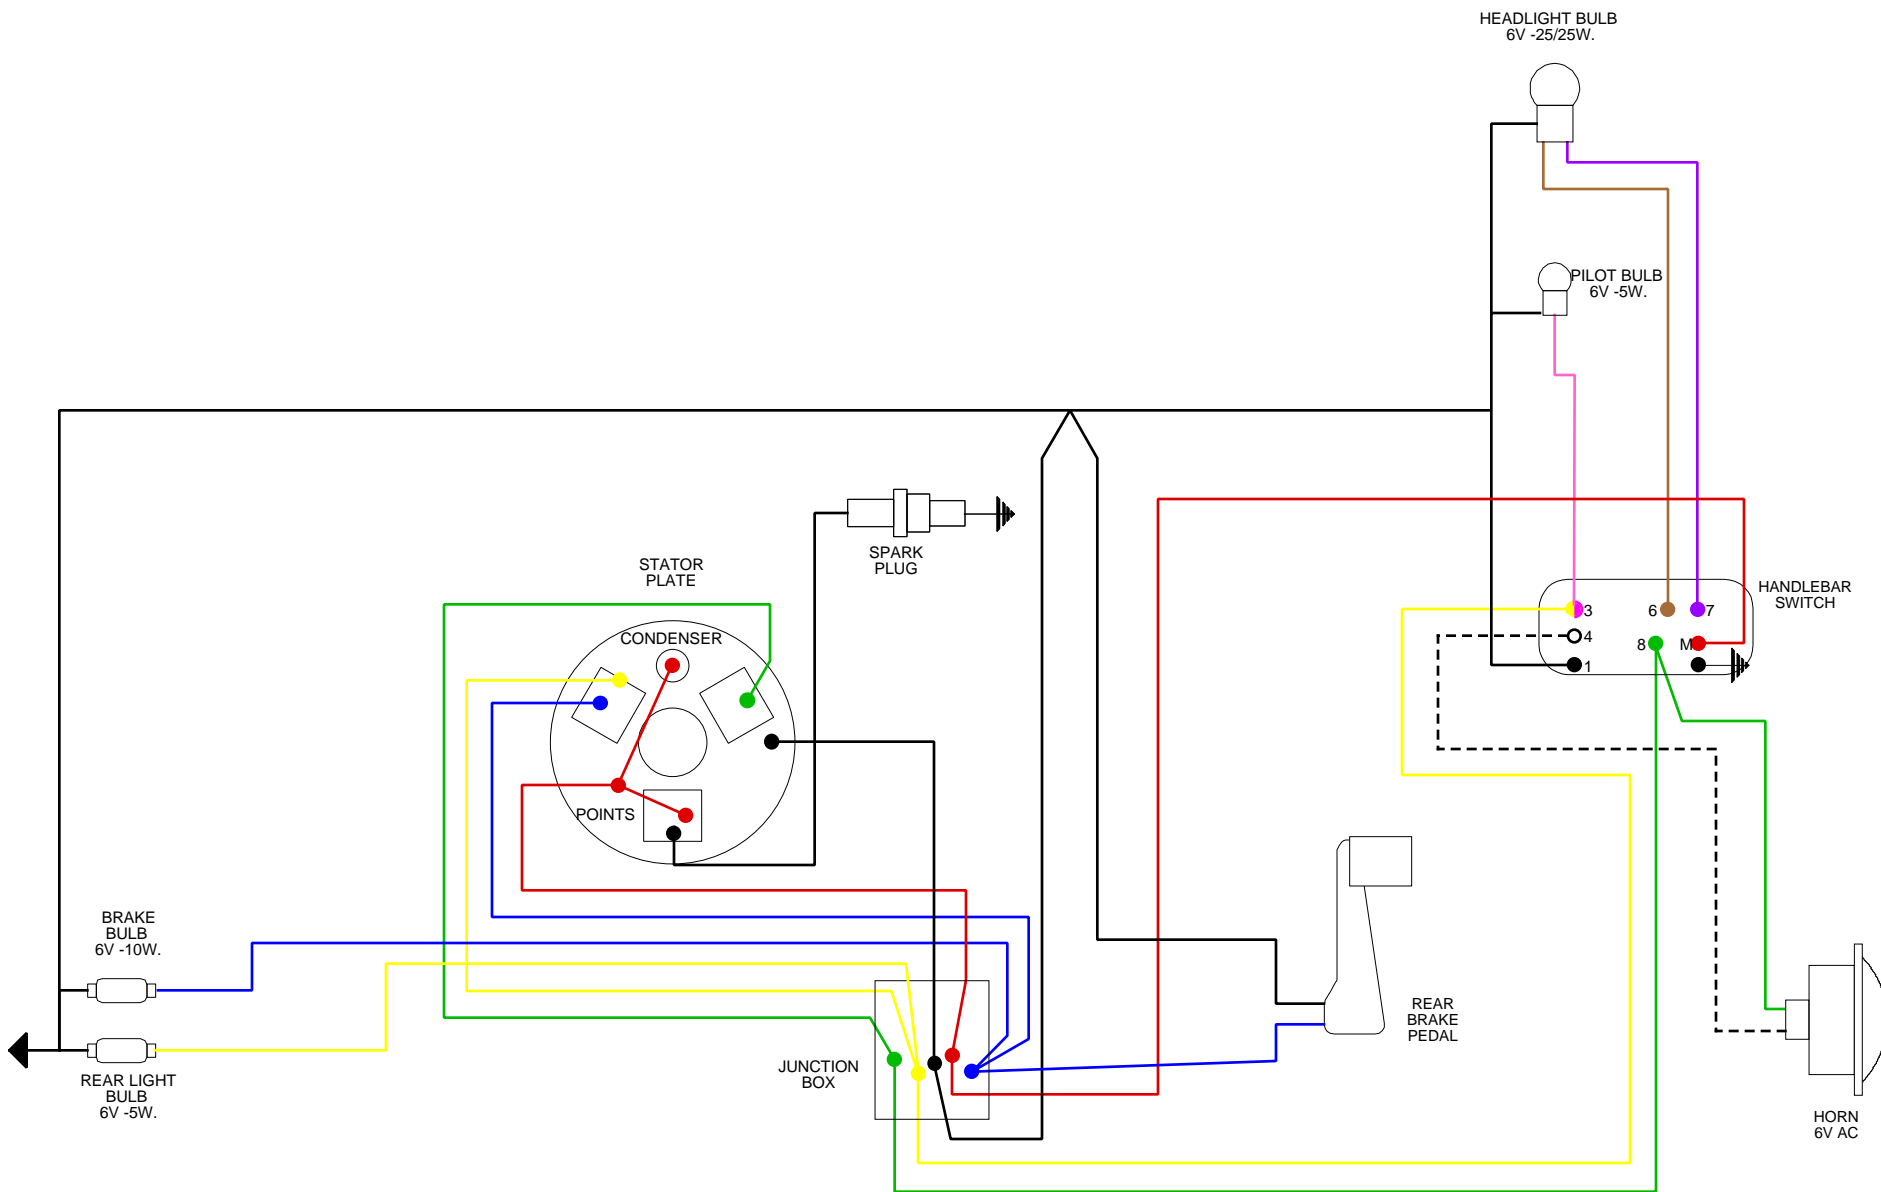 HEADLIGHT BULB
6V -25/25W.
PILOT BULB
6V -5W.
SPARK
PLUG
STATOR
PLATE
CONDENSER
POINTS
HANDLEBAR
SWITCH
3
6
7
4
8
M
1
BRAKE
BULB
6V -10W.
REAR LIGHT
BULB
6V -5W.
JUNCTION
BOX
REAR
BRAKE
PEDAL
HORN
6V AC